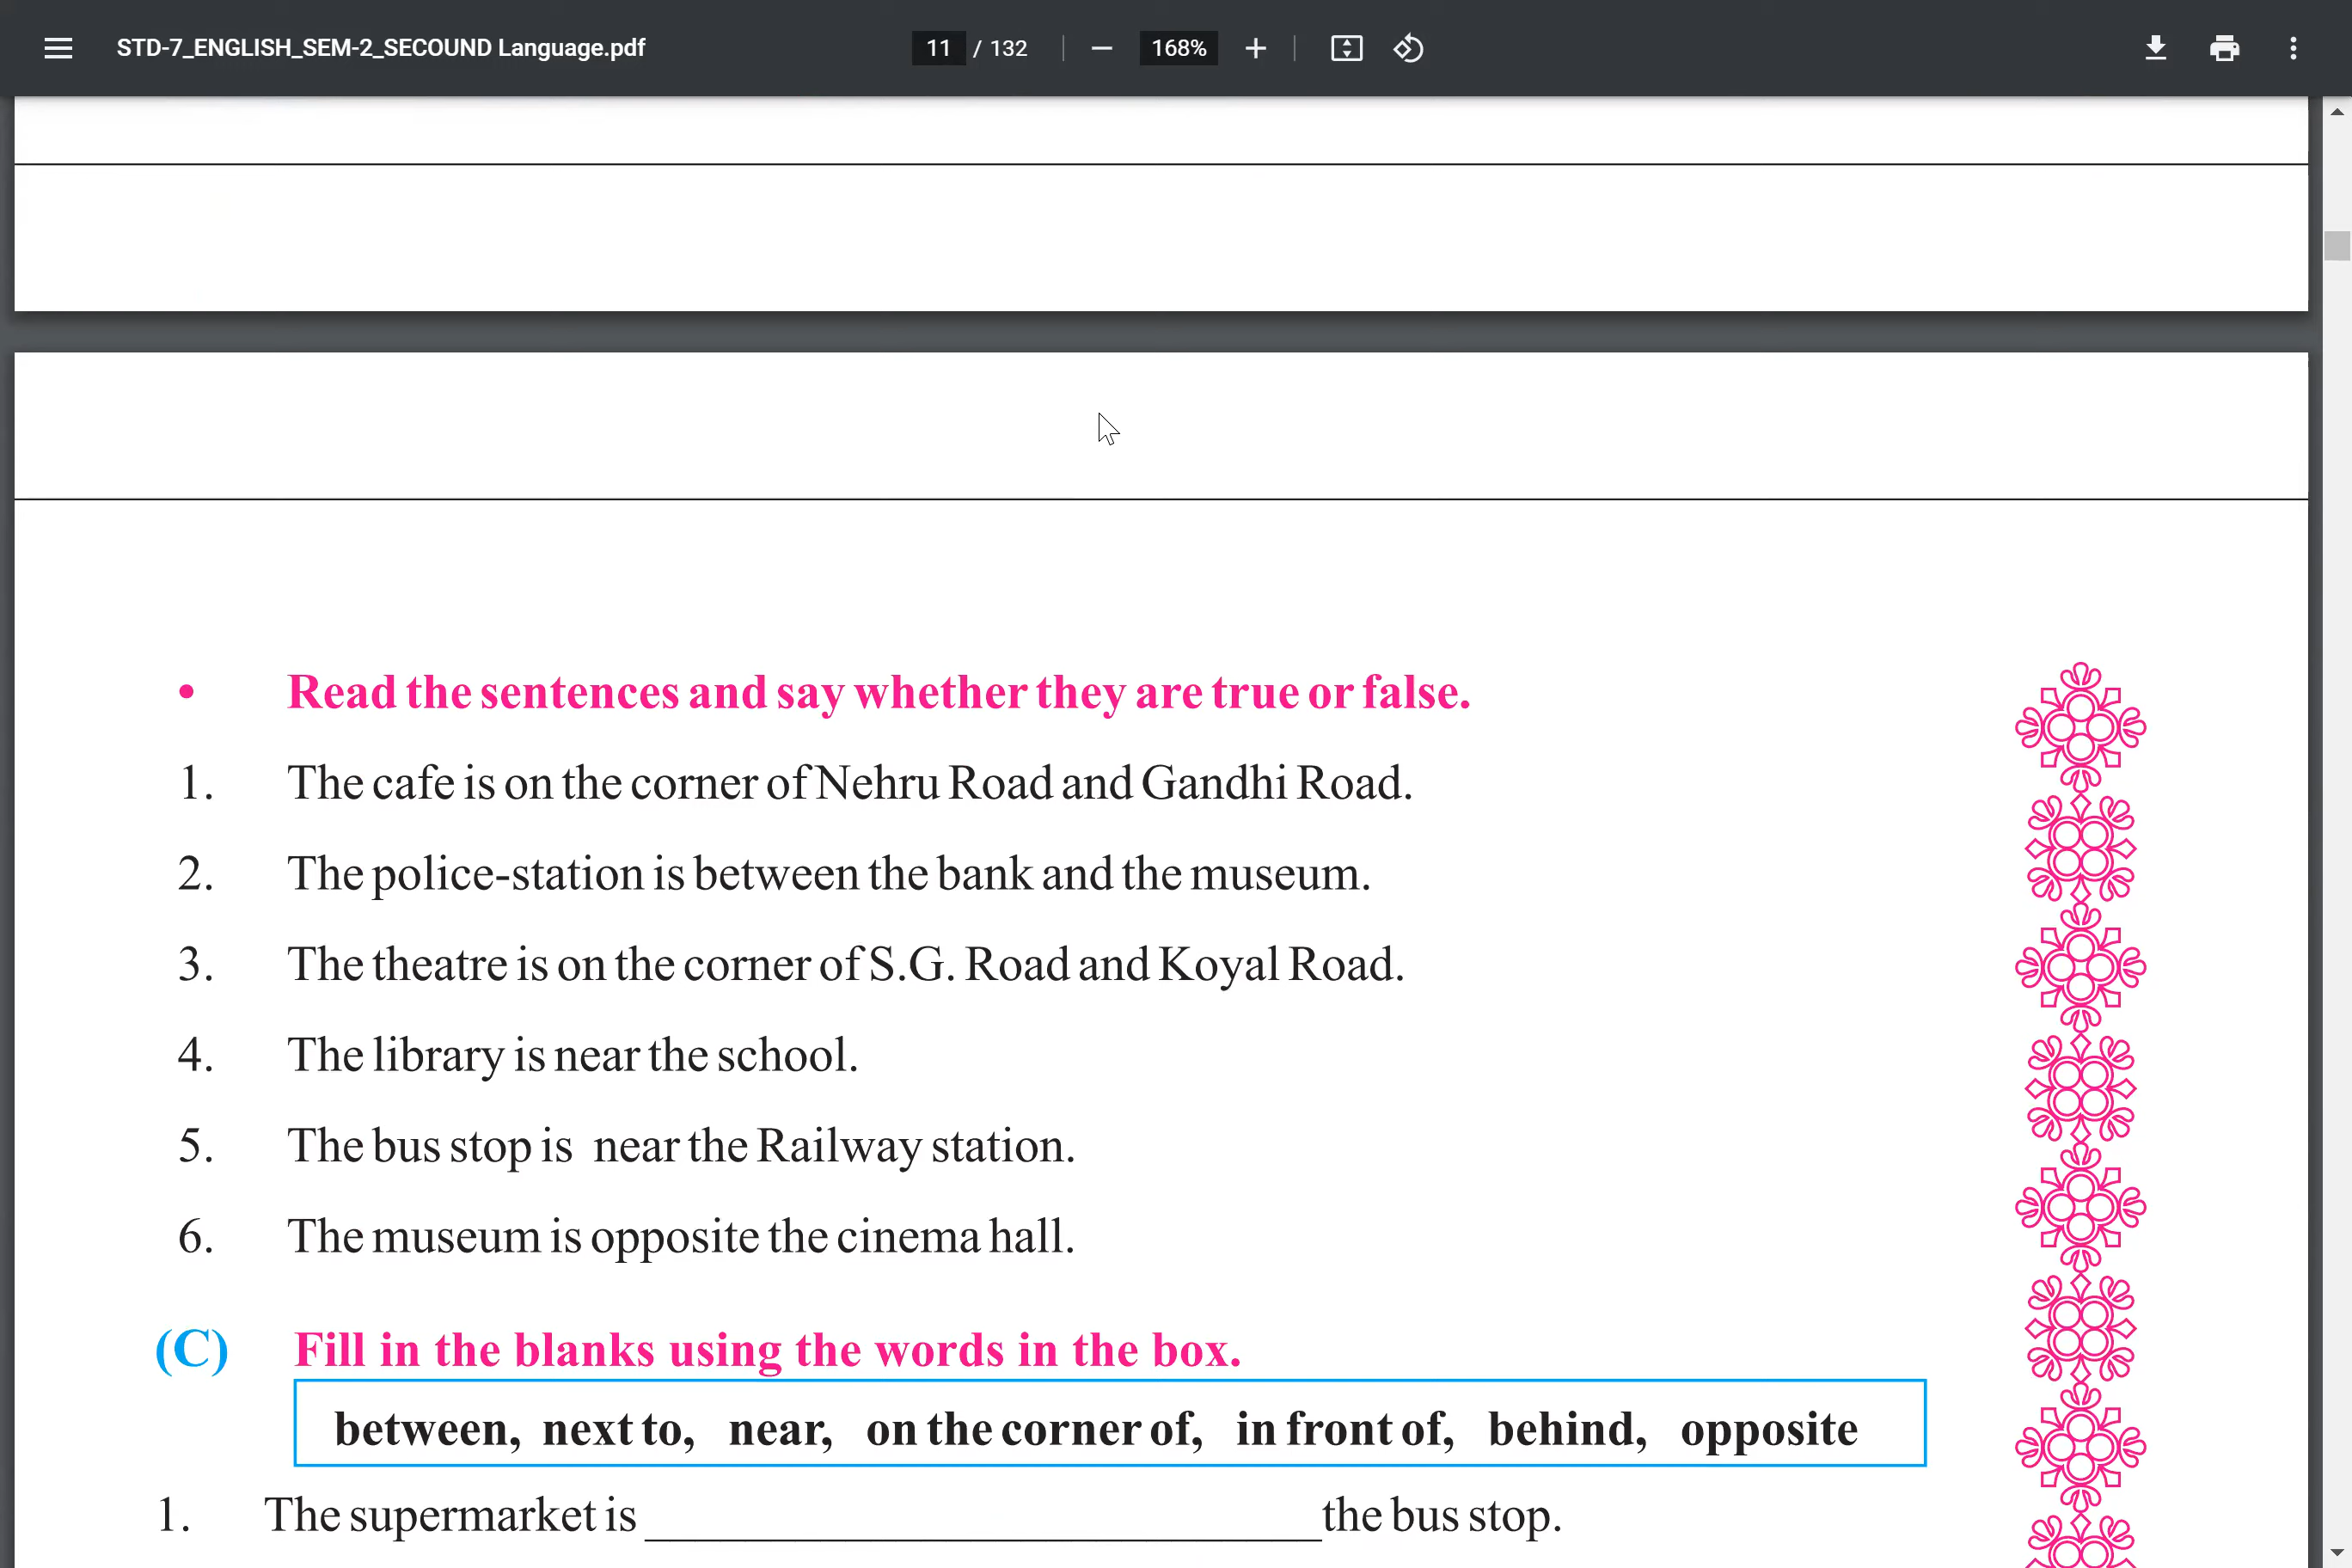 STD-7_ENGLISH_SEM-2_SECOUND Language.pdf 11 / 132 168%
• Read the sentences and say whether they are true or false.
1. The cafe is on the corner of Nehru Road and Gandhi Road.
2. The police-station is between the bank and the museum.
3. The theatre is on the corner of S.G. Road and Koyal Road.
4. The library is near the school.
5. The bus stop is near the Railway station.
6. The museum is opposite the cinema hall.
(C) Fill in the blanks using the words in the box.
between, next to, near, on the corner of, in front of, behind, opposite
1. The supermarket is ____________________ the bus stop.